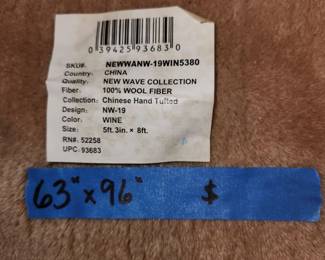 0 39425 93683 0
SKU#: NEWWANW-19WIN5380
Country: CHINA
Quality: NEW WAVE COLLECTION
Fiber: 100% WOOL FIBER
Collection: Chinese Hand Tufted
Design: NW-19
Color: WINE
Size: 5ft.3in. × 8ft.
RN#: 52258
UPC: 93683
63" x 96" $